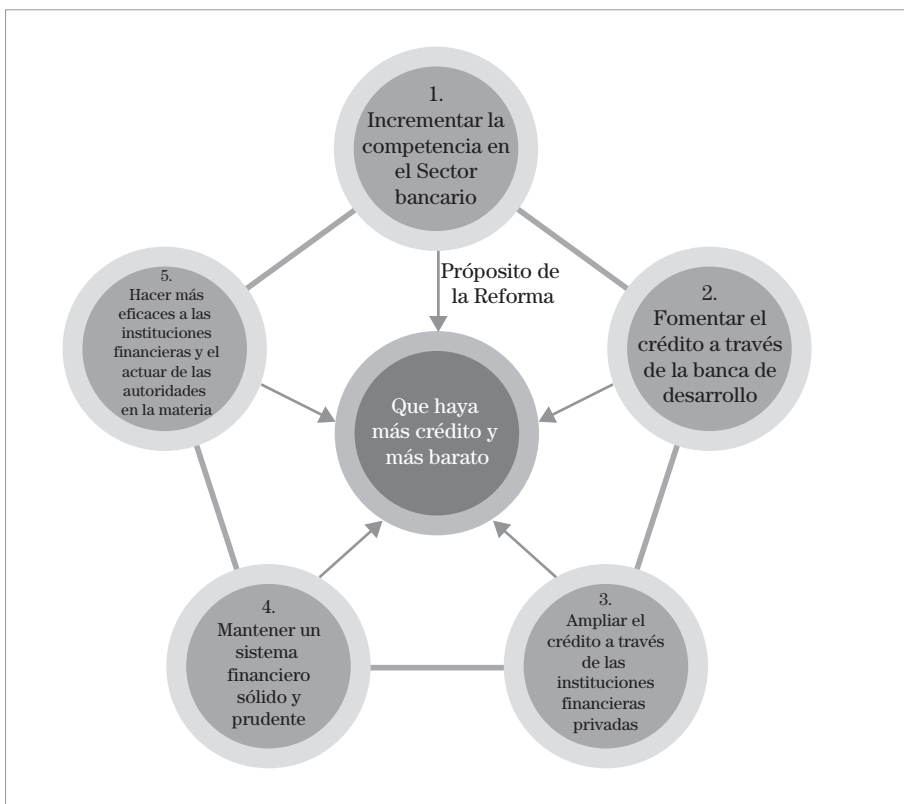 1.
Incrementar la
competencia en
el Sector
bancario
Próposito de
la Reforma
2.
Fomentar el
crédito a través
de la banca de
desarrollo
3.
Ampliar el
crédito a través
de las
instituciones
financieras
privadas
4.
Mantener un
sistema
financiero
sólido y
prudente
5.
Hacer más
eficaces a las
instituciones
financieras y el
actuar de las
autoridades
en la materia
Que haya
más crédito y
más barato